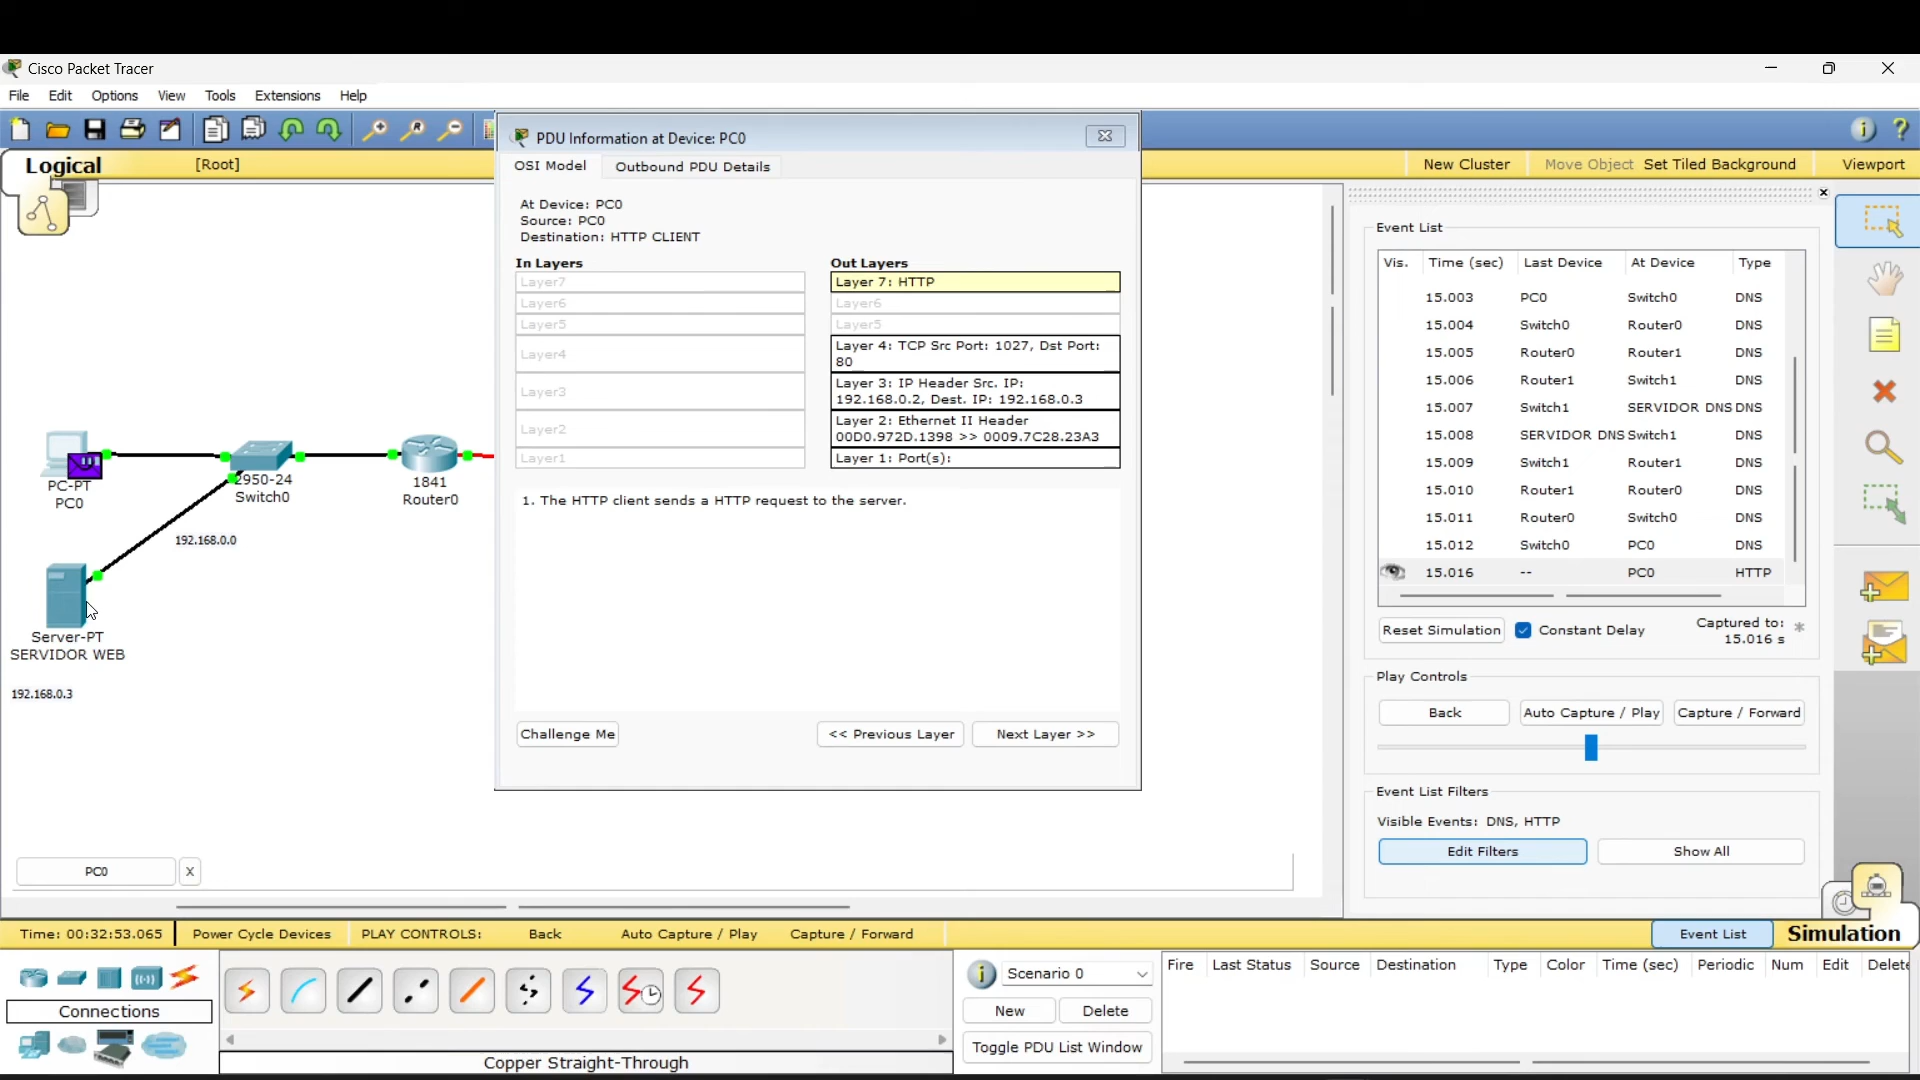 Cisco Packet Tracer
File Edit Options View Tools Extensions Help
Logical
[Root]
New Cluster
Move Object
Set Tiled Background
Viewport
PC-PT
PC0
2950-24
Switch0
1841
Router0
192.168.0.0
Server-PT
SERVIDOR WEB
192.168.0.3
PC0
X
PDU Information at Device: PC0
OSI Model Outbound PDU Details
At Device: PC0
Source: PC0
Destination: HTTP CLIENT
In Layers
Layer7
Layer6
Layer5
Layer4
Layer3
Layer2
Layer1
Out Layers
Layer 7: HTTP
Layer6
Layer5
Layer 4: TCP Src Port: 1027, Dst Port:
80
Layer 3: IP Header Src. IP:
192.168.0.2, Dest. IP: 192.168.0.3
Layer 2: Ethernet II Header
00D0.972D.1398 >> 0009.7C28.23A3
Layer 1: Port(s):
1. The HTTP client sends a HTTP request to the server.
Challenge Me
<< Previous Layer
Next Layer >>
Event List
Vis. Time (sec) Last Device At Device Type
15.003 PC0 Switch0 DNS
15.004 Switch0 Router0 DNS
15.005 Router0 Router1 DNS
15.006 Router1 Switch1 DNS
15.007 Switch1 SERVIDOR DNS DNS
15.008 SERVIDOR DNS Switch1 DNS
15.009 Switch1 Router1 DNS
15.010 Router1 Router0 DNS
15.011 Router0 Switch0 DNS
15.012 Switch0 PC0 DNS
15.016 -- PC0 HTTP
Reset Simulation
Constant Delay
Captured to: *
15.016 s
Play Controls
Back
Auto Capture / Play
Capture / Forward
Event List Filters
Visible Events: DNS, HTTP
Edit Filters
Show All
Time: 00:32:53.065 Power Cycle Devices PLAY CONTROLS: Back Auto Capture / Play Capture / Forward
Event List
Simulation
Connections
Copper Straight-Through
Scenario 0
New
Delete
Toggle PDU List Window
Fire Last Status Source Destination Type Color Time (sec) Periodic Num Edit Delete